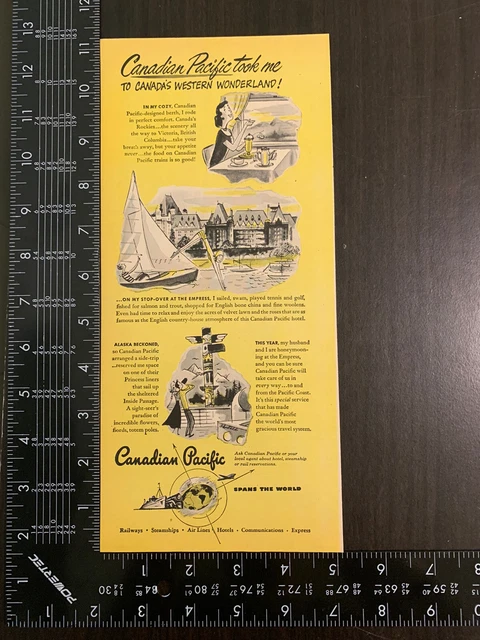 Canadian Pacific took me
TO CANADA'S WESTERN WONDERLAND!
IN MY COZY, Canadian
Pacific-designed berth, I rode
in perfect comfort. Canada's
Rockies...the scenery all
the way to Victoria, British
Columbia...take your
breath away, but your appetite
never...the food on Canadian
Pacific trains is so good!
...ON MY STOP-OVER AT THE EMPRESS, I sailed, swam, played tennis and golf,
fished for salmon and trout, shopped for English bone china and fine woolens.
Even had time to relax and enjoy the acres of velvet lawn and the roses that are as
famous as the English country-house atmosphere of this Canadian Pacific hotel.
ALASKA BECKONED,
so Canadian Pacific
arranged a side-trip
...reserved me space
on one of their
Princess liners
that sail up
the sheltered
Inside Passage.
A sight-seer's
paradise of
incredible flowers,
fiords, totem poles.
THIS YEAR, my husband
and I are honeymoon-
ing at the Empress,
and you can be sure
Canadian Pacific will
take care of us in
every way...to and
from the Pacific Coast.
It's this special service
that has made
Canadian Pacific
the world's most
gracious travel system.
Canadian Pacific
Ask Canadian Pacific or your
local agent about hotel, steamship
or rail reservations.
SPANS THE WORLD
Railways • Steamships • Air Lines • Hotels • Communications • Express
POWERTEC